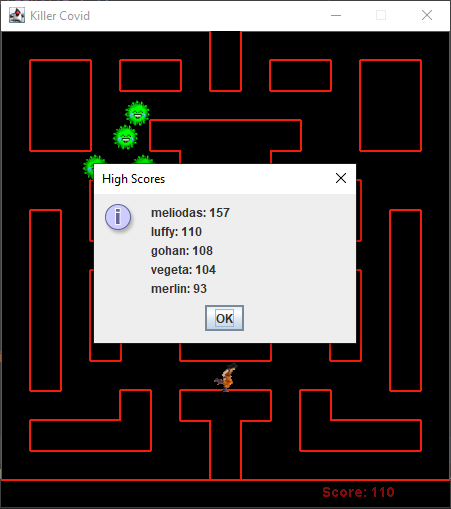 Killer Covid
High Scores
meliodas: 157
luffy: 110
gohan: 108
vegeta: 104
merlin: 93
OK
Score: 110